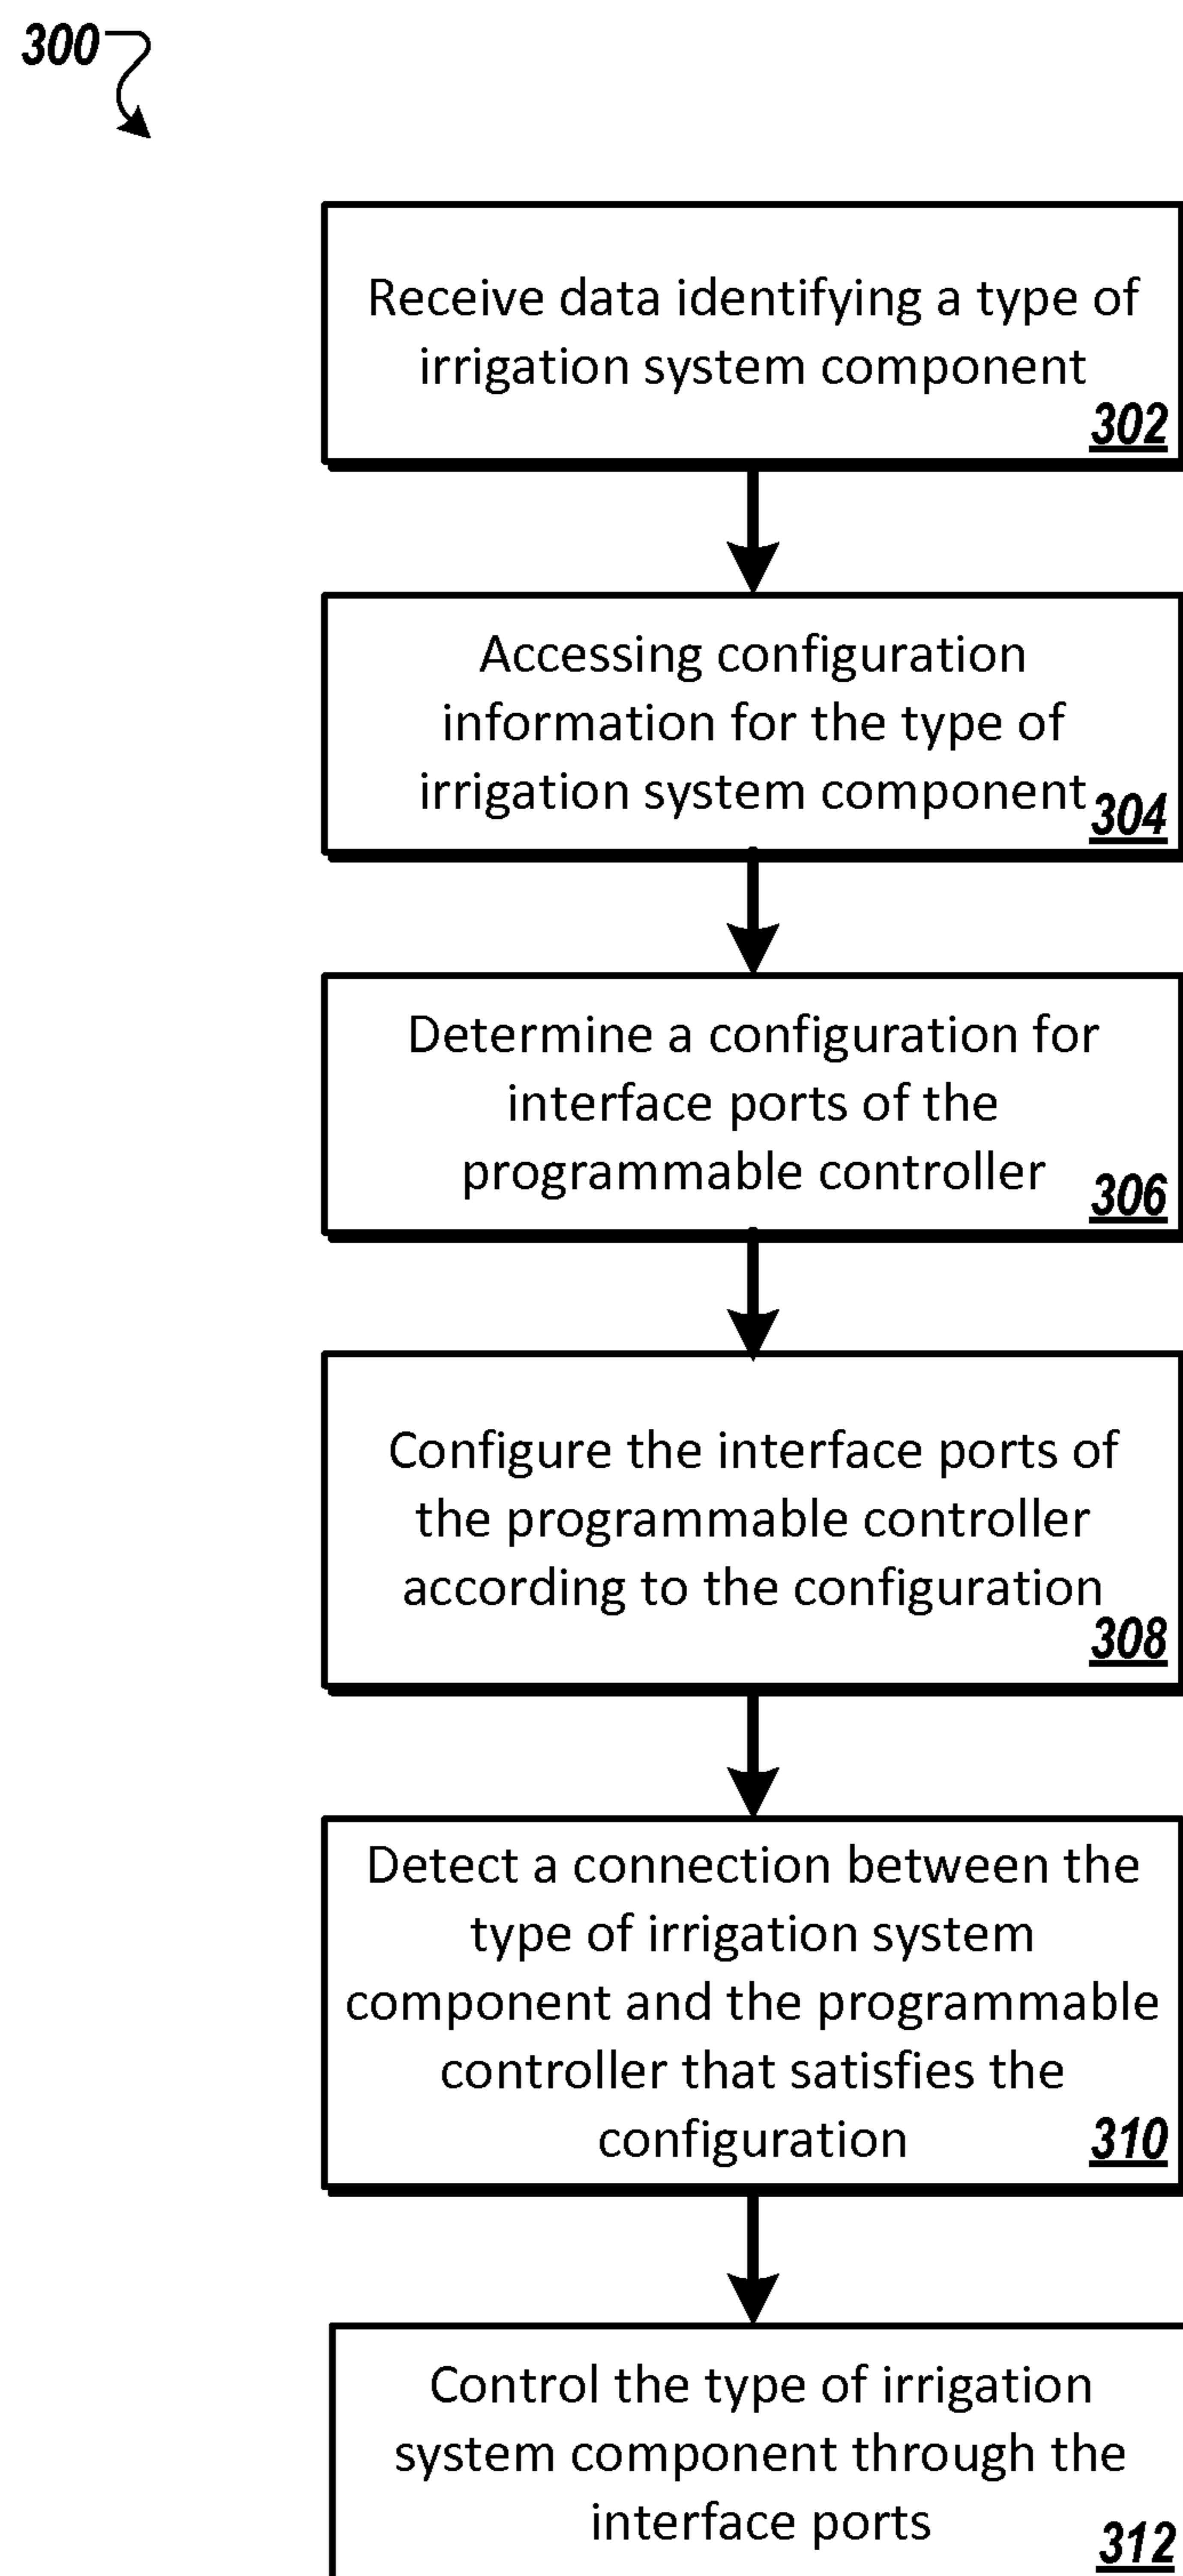 300
Receive data identifying a type of
irrigation system component
302
Accessing configuration
information for the type of
irrigation system component
304
Determine a configuration for
interface ports of the
programmable controller
306
Configure the interface ports of
the programmable controller
according to the configuration
308
Detect a connection between the
type of irrigation system
component and the programmable
controller that satisfies the
configuration
310
Control the type of irrigation
system component through the
interface ports
312